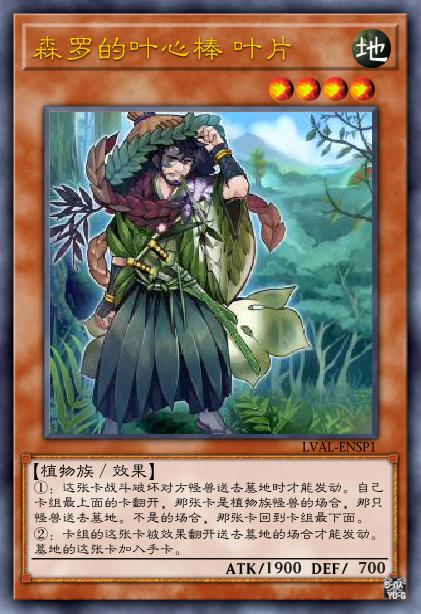 森罗的叶心棒 叶片
地
LVAL-ENSP1
【植物族／效果】
①：这张卡战斗破坏对方怪兽送去墓地时才能发动。自己
卡组最上面的卡翻开，那张卡是植物族怪兽的场合，那只
怪兽送去墓地。不是的场合，那张卡回到卡组最下面。
②：卡组的这张卡被效果翻开送去墓地的场合才能发动。
墓地的这张卡加入手卡。
ATK/1900 DEF/ 700